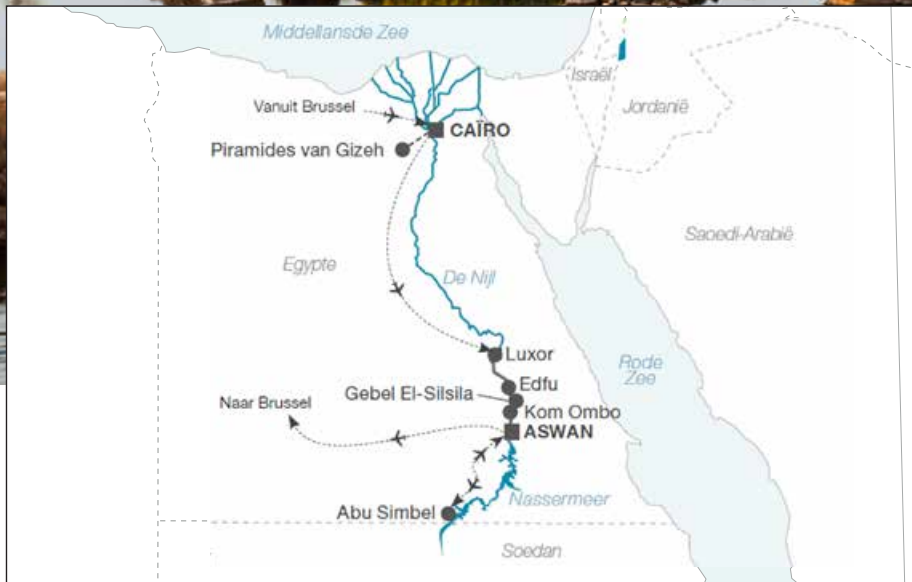 Middellandse Zee
Israël
Jordanië
Vanuit Brussel
CAÏRO
Piramides van Gizeh
Saoedi-Arabië
Egypte
De Nijl
Luxor
Rode
Zee
Edfu
Gebel El-Silsila
Naar Brussel
Kom Ombo
ASWAN
Nassermeer
Abu Simbel
Soedan